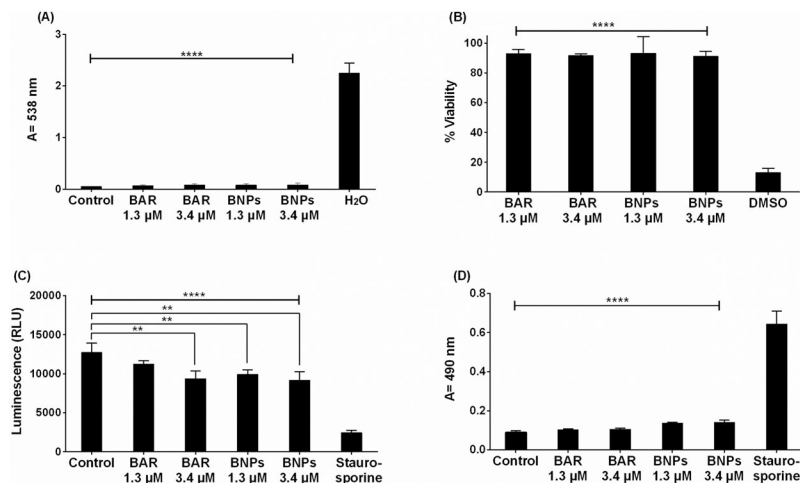 (A)
A= 538 nm
3
2
1
0
****
Control BAR BAR BNPs BNPs H₂O
1.3 µM 3.4 µM 1.3 µM 3.4 µM
(B)
% Viability
100
80
60
40
20
0
****
BAR BAR BNPs BNPs DMSO
1.3 µM 3.4 µM 1.3 µM 3.4 µM
(C)
Luminescence (RLU)
20000
15000
10000
5000
0
****
**
**
**
Control BAR BAR BNPs BNPs Stauro-
1.3 µM 3.4 µM 1.3 µM 3.4 µM sporine
(D)
A= 490 nm
0.8
0.6
0.4
0.2
0.0
****
Control BAR BAR BNPs BNPs Stauro-
1.3 µM 3.4 µM 1.3 µM 3.4 µM sporine